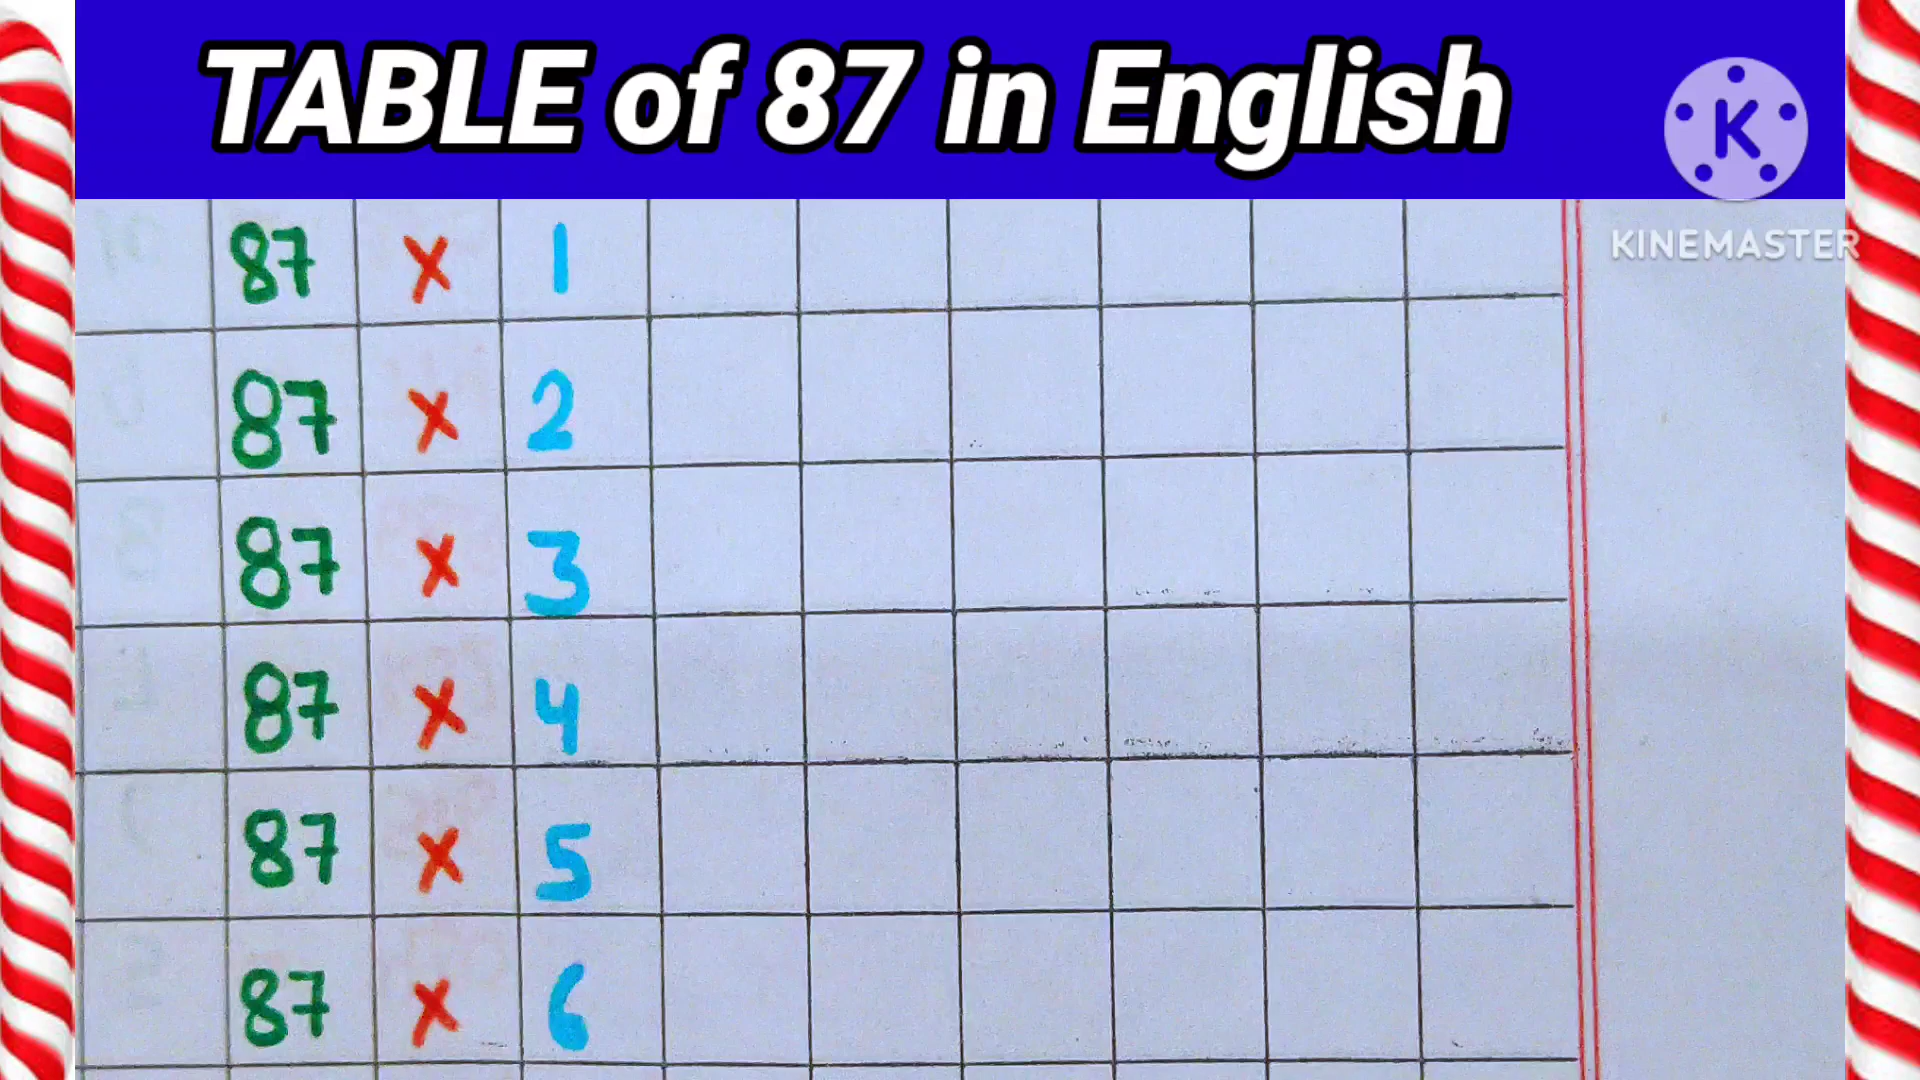 TABLE of 87 in English
K
KINEMASTER
87 × 1
87 × 2
87 × 3
87 × 4
87 × 5
87 × 6